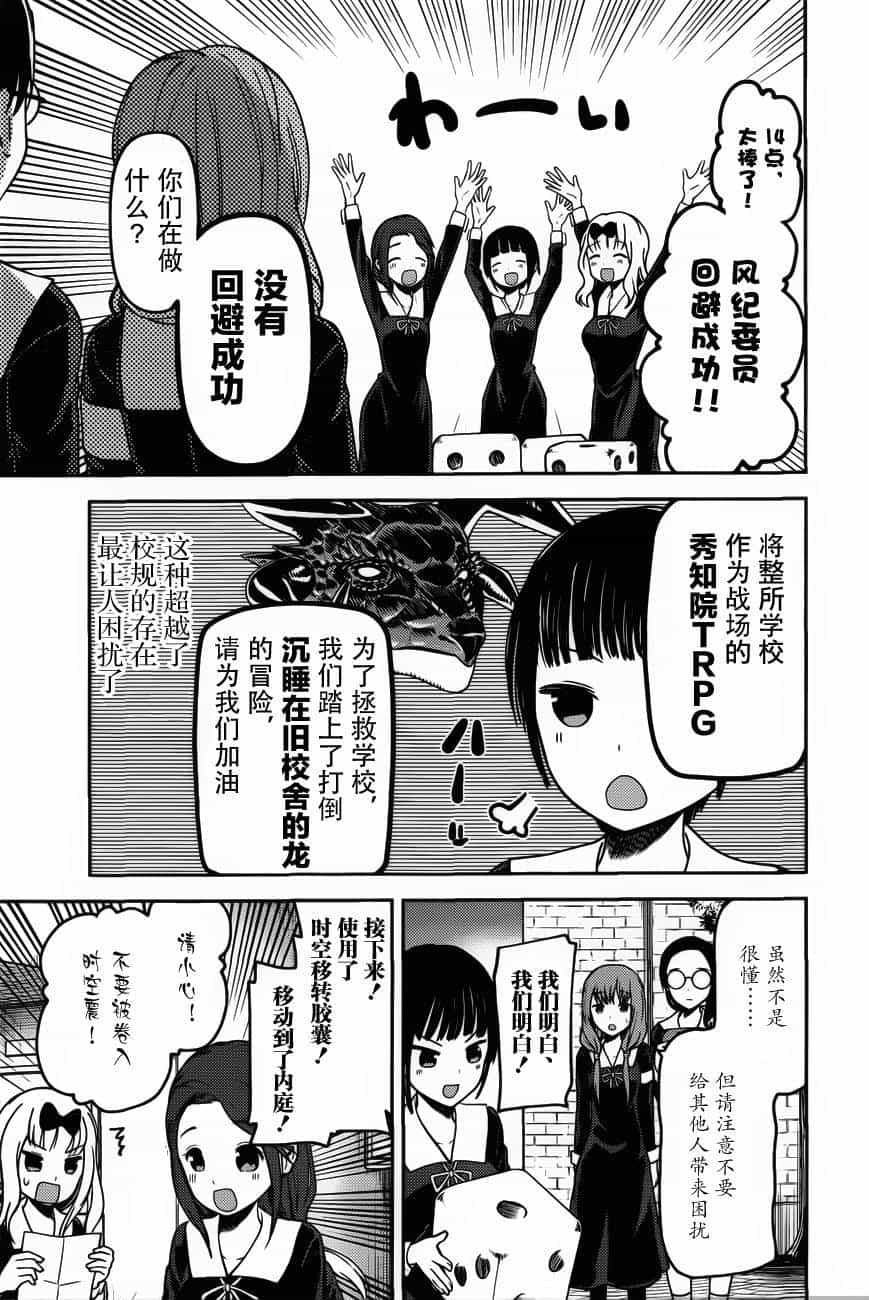 14点、
太棒了！
风纪委员
回避成功！！
わーい
你们在做
什么？
没有
回避成功
将整所学校
作为战场的
秀知院TRPG
ハール
为了拯救学校，
我们踏上了打倒
沉睡在旧校舍的龙
的冒险，
请为我们加油
这种超越了
校规的存在
最让人困扰了
虽然不是
很懂……
但请注意不要
给其他人带来困扰
我们明白、
我们明白！
接下来！
使用了
时空移转胶囊！
移动到了内庭！
请小心！
不要被卷入
时空震！